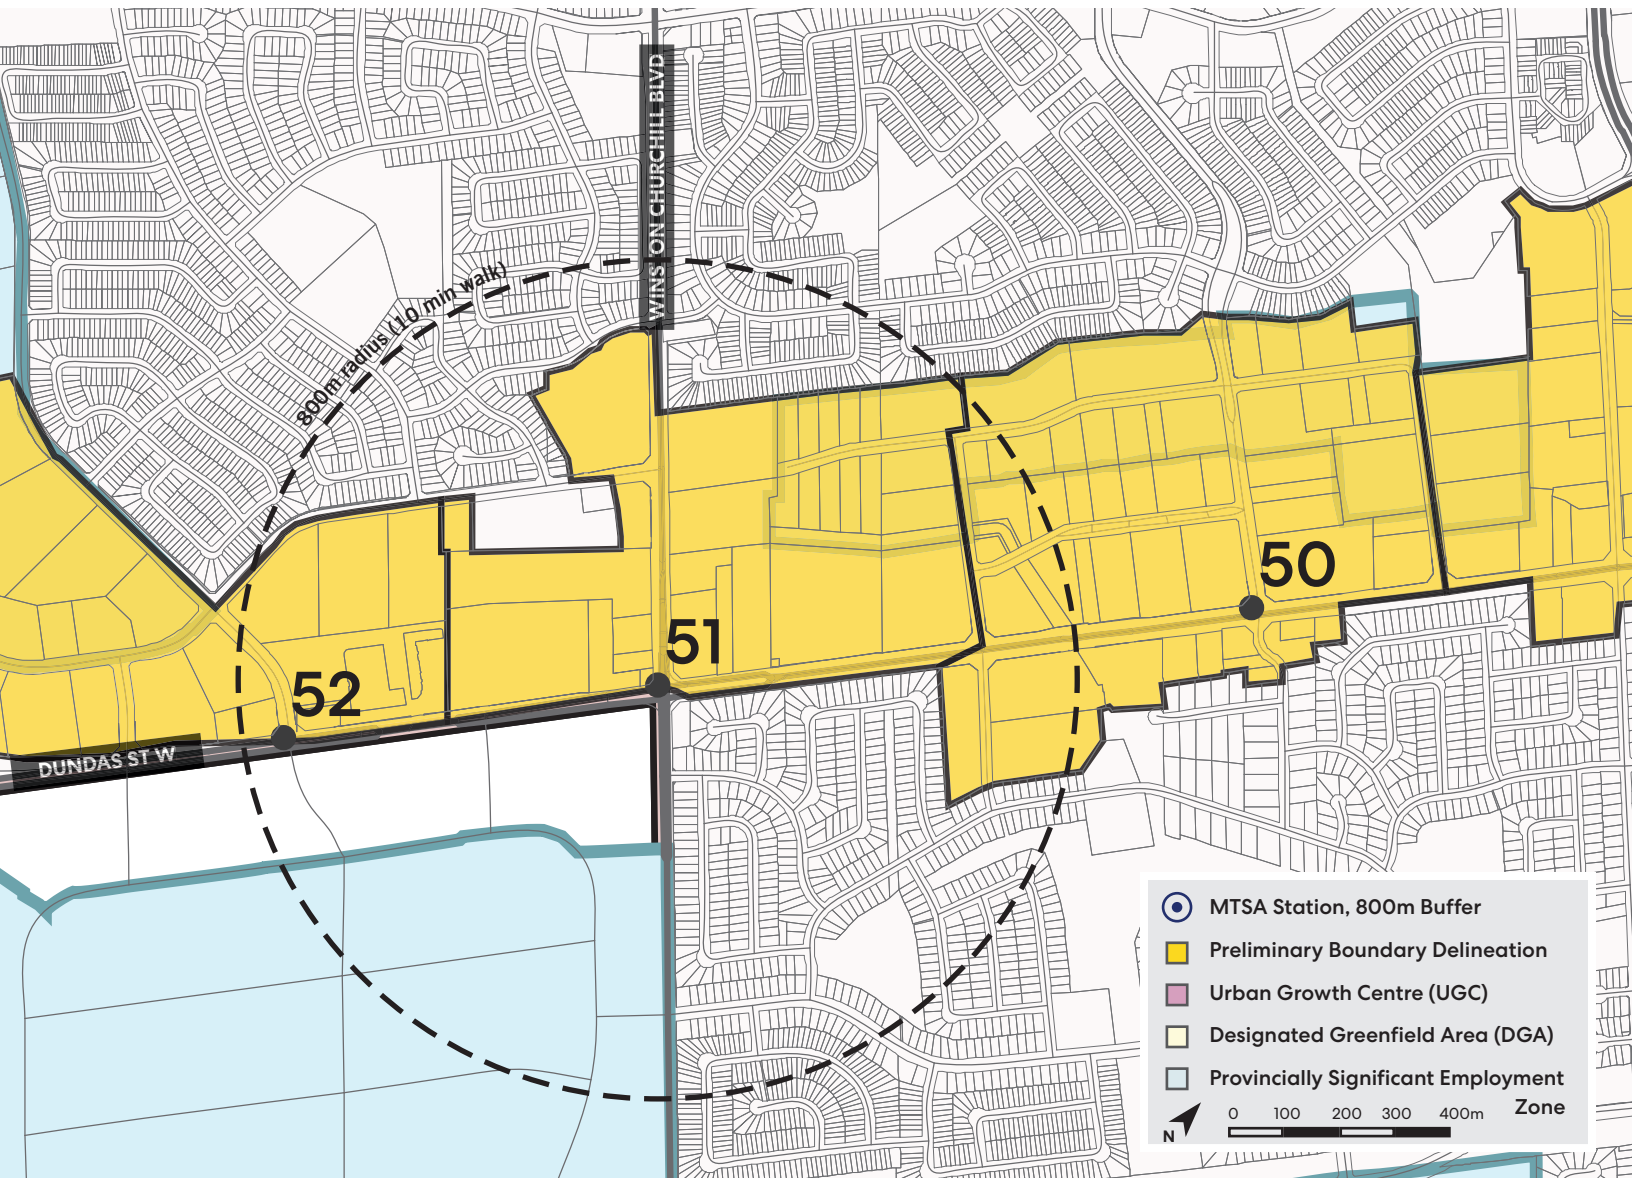 WINSTON CHURCHILL BLVD
800m radius (10 min walk)
50
51
52
DUNDAS ST W
MTSA Station, 800m Buffer
Preliminary Boundary Delineation
Urban Growth Centre (UGC)
Designated Greenfield Area (DGA)
Provincially Significant Employment
Zone
N
0 100 200 300 400m